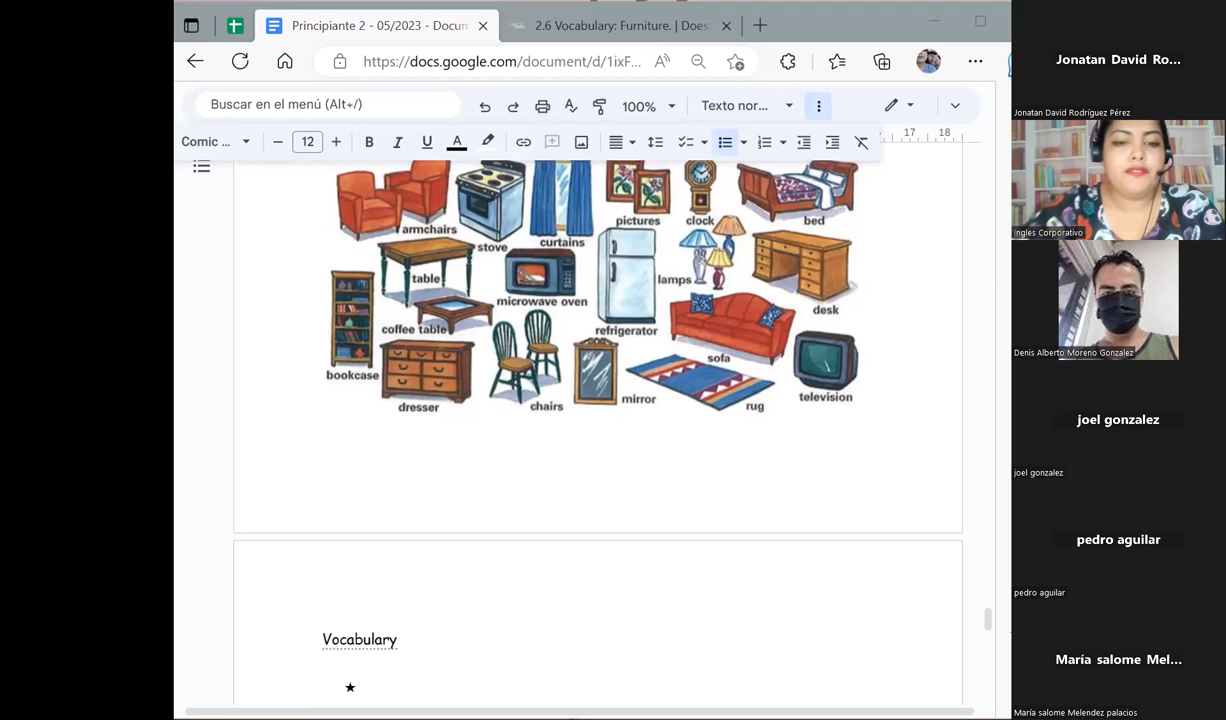 Principiante 2 - 05/2023 - Docum
2.6 Vocabulary: Furniture. | Does
https://docs.google.com/document/d/1ixF...
Buscar en el menú (Alt+/)
100%
Texto nor...
Comic ...
12
17 18
armchairs
stove
curtains
pictures
clock
bed
table
microwave oven
refrigerator
lamps
desk
coffee table
bookcase
dresser
chairs
mirror
sofa
rug
television
Vocabulary
Jonatan David Ro...
Jonatan David Rodríguez Pérez
Ingles Corporativo
Denis Alberto Moreno Gonzalez
joel gonzalez
joel gonzalez
pedro aguilar
pedro aguilar
María salome Mel...
María salome Melendez palacios